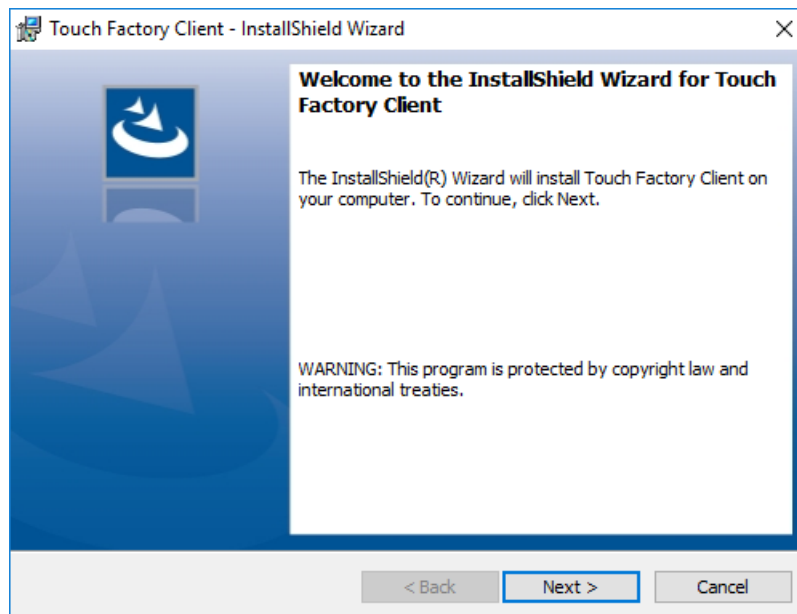 Touch Factory Client - InstallShield Wizard
Welcome to the InstallShield Wizard for Touch
Factory Client
The InstallShield(R) Wizard will install Touch Factory Client on
your computer. To continue, click Next.
WARNING: This program is protected by copyright law and
international treaties.
< Back
Next >
Cancel